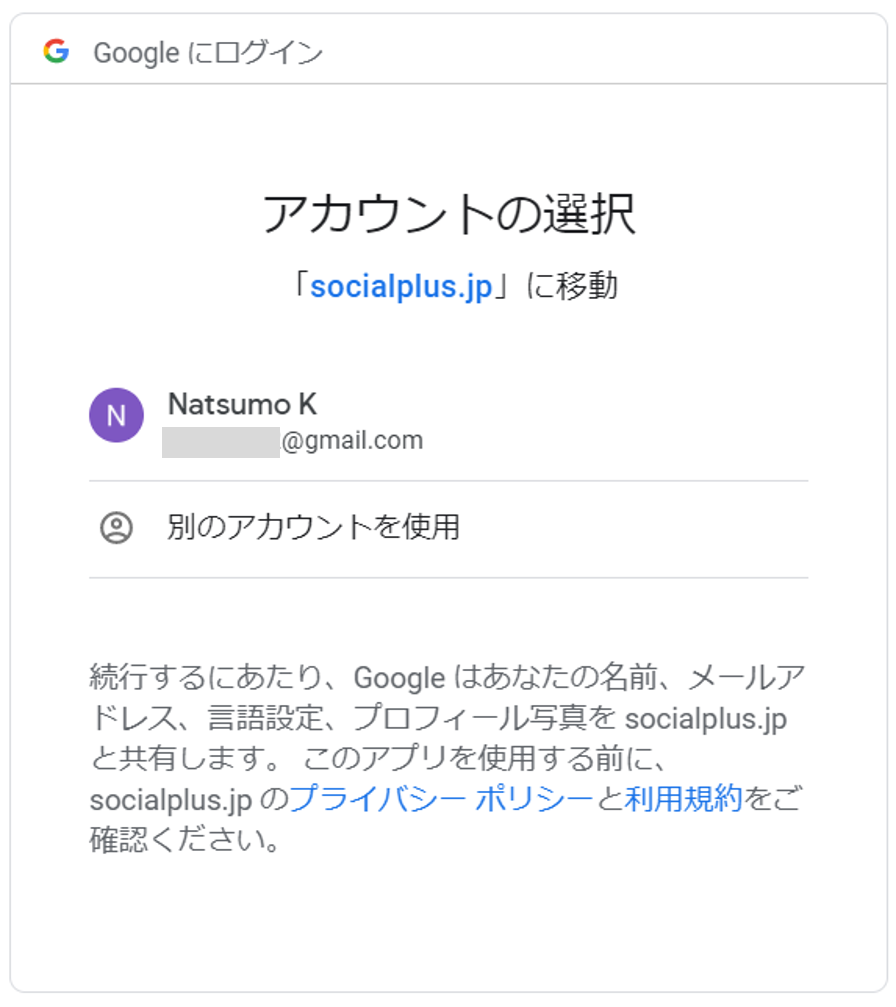 Google にログイン
アカウントの選択
「socialplus.jp」に移動
N
Natsumo K
@gmail.com
別のアカウントを使用
続行するにあたり、Google はあなたの名前、メールア
ドレス、言語設定、プロフィール写真を socialplus.jp
と共有します。 このアプリを使用する前に、
socialplus.jp のプライバシー ポリシーと利用規約をご
確認ください。